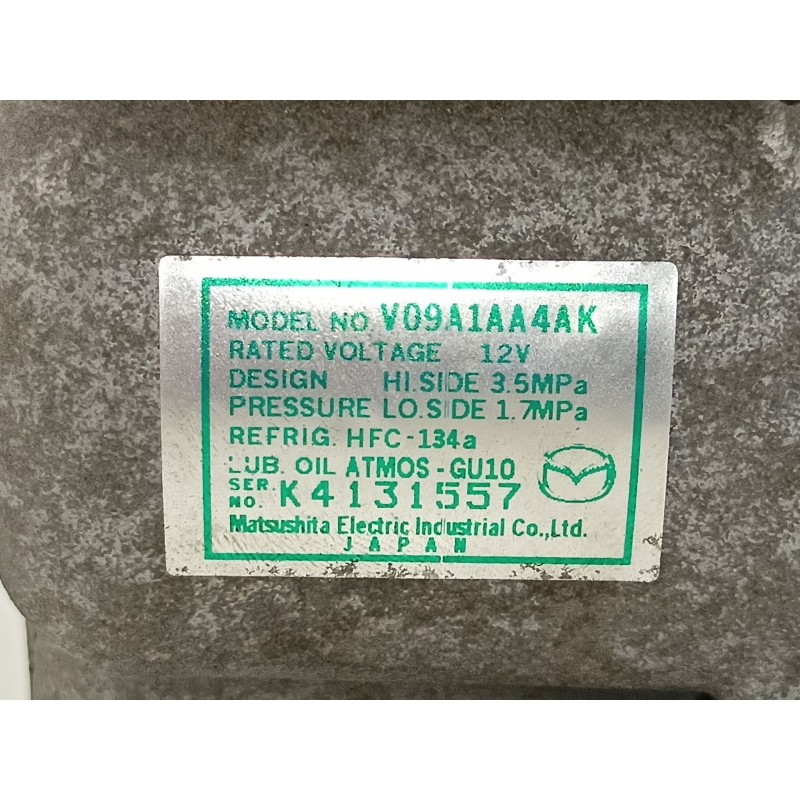 MODEL NO. V09A1AA4AK
RATED VOLTAGE 12V
DESIGN HI.SIDE 3.5MPa
PRESSURE LO.SIDE 1.7MPa
REFRIG. HFC-134a
LUB. OIL ATMOS-GU10
SER. NO. K4131557
Matsushita Electric Industrial Co.,Ltd.
JAPAN